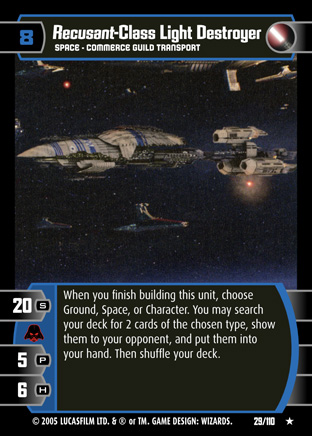 8
Recusant-Class Light Destroyer
SPACE - COMMERCE GUILD TRANSPORT
20 S
When you finish building this unit, choose
Ground, Space, or Character. You may search
your deck for 2 cards of the chosen type, show
them to your opponent, and put them into
your hand. Then shuffle your deck.
5 P
6 H
© 2005 LUCASFILM LTD. & ® or TM. GAME DESIGN: WIZARDS.
29/110